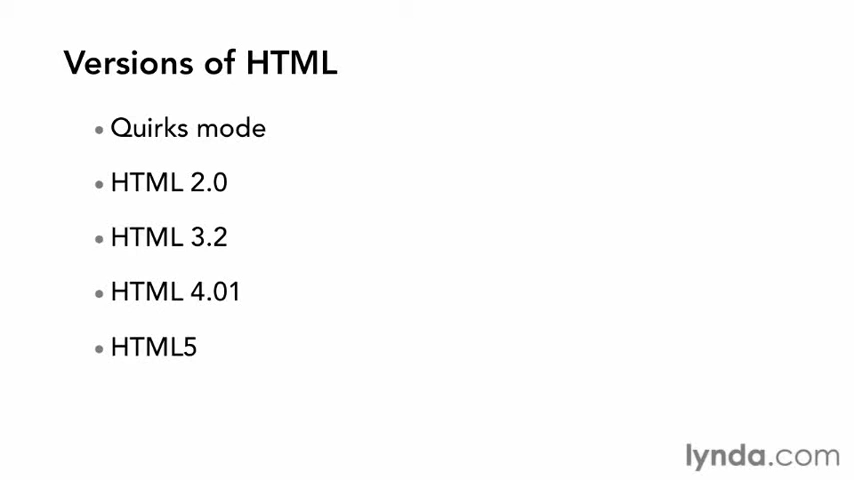 Versions of HTML
• Quirks mode
• HTML 2.0
• HTML 3.2
• HTML 4.01
• HTML5
lynda.com